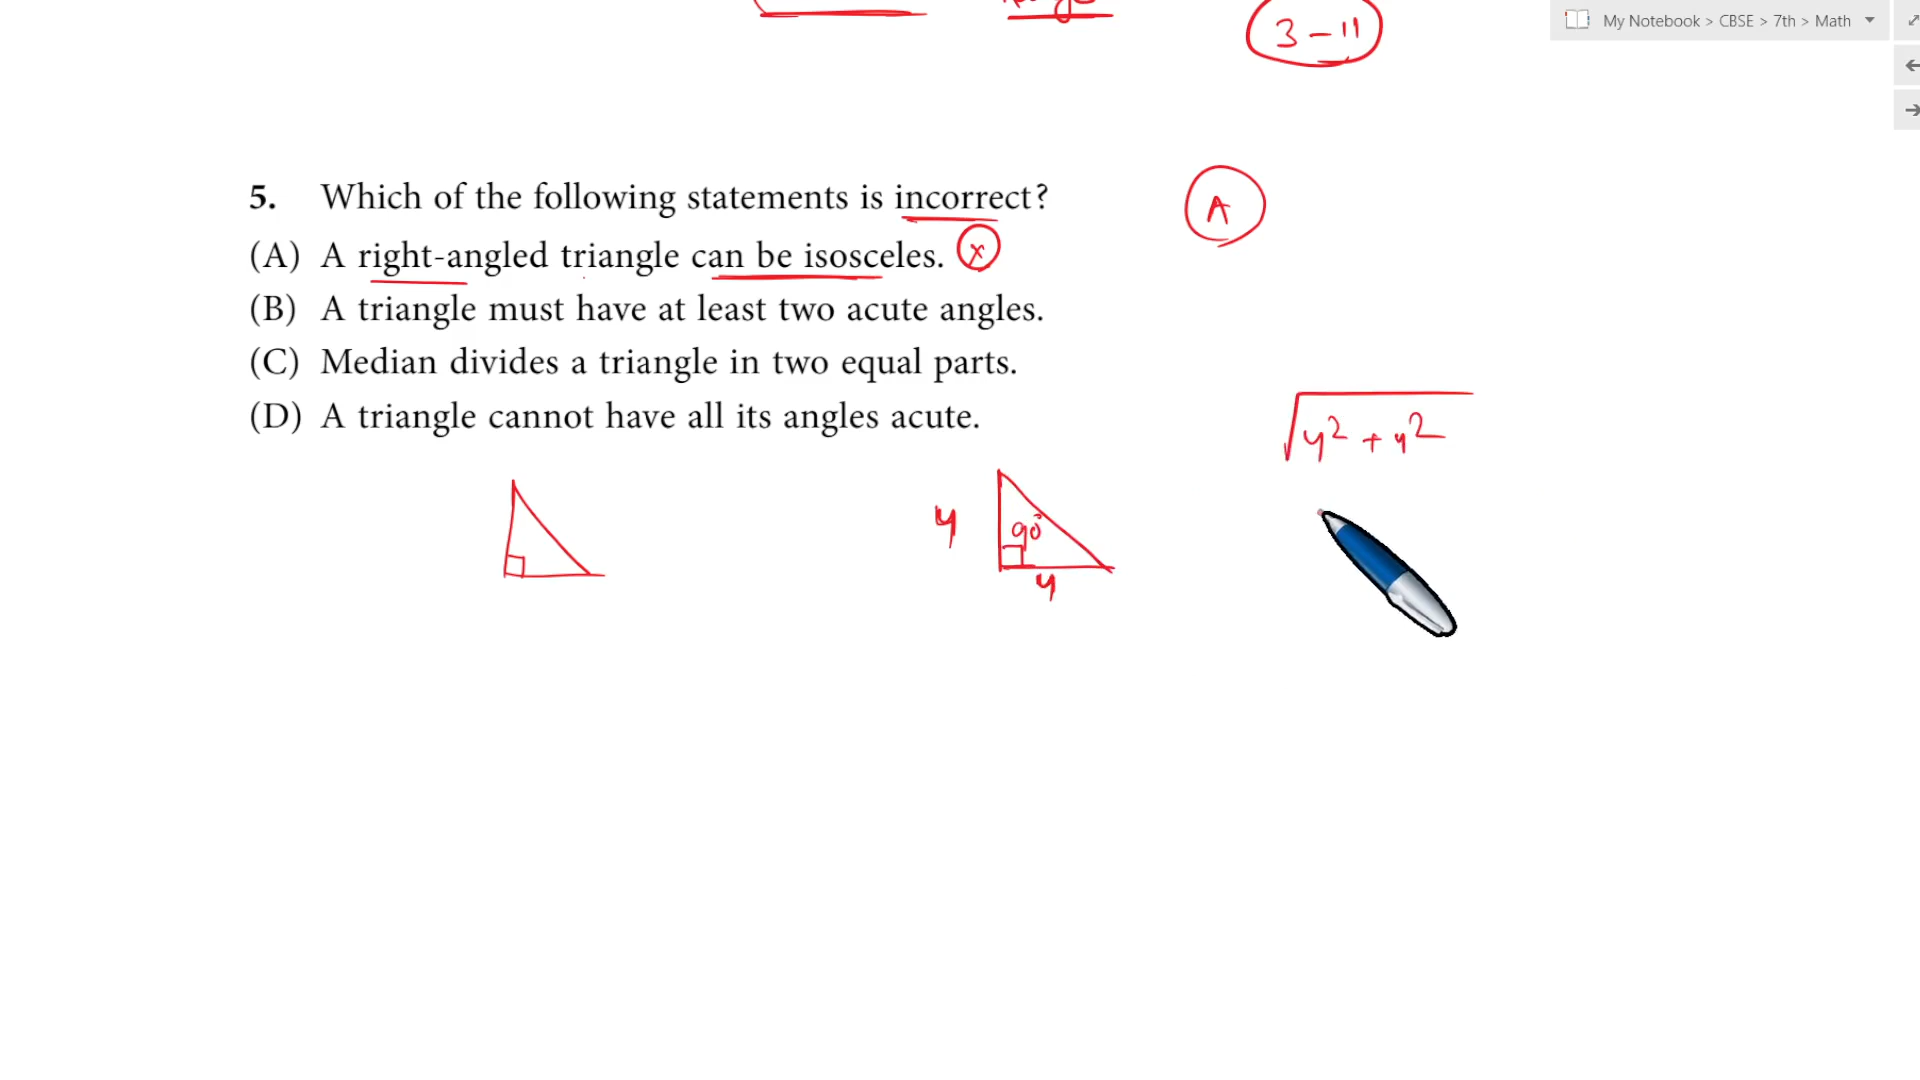 3 – 11
My Notebook > CBSE > 7th > Math
5. Which of the following statements is incorrect?
A
(A) A right-angled triangle can be isosceles. x
(B) A triangle must have at least two acute angles.
(C) Median divides a triangle in two equal parts.
(D) A triangle cannot have all its angles acute.
√y² + y²
y 90°
y